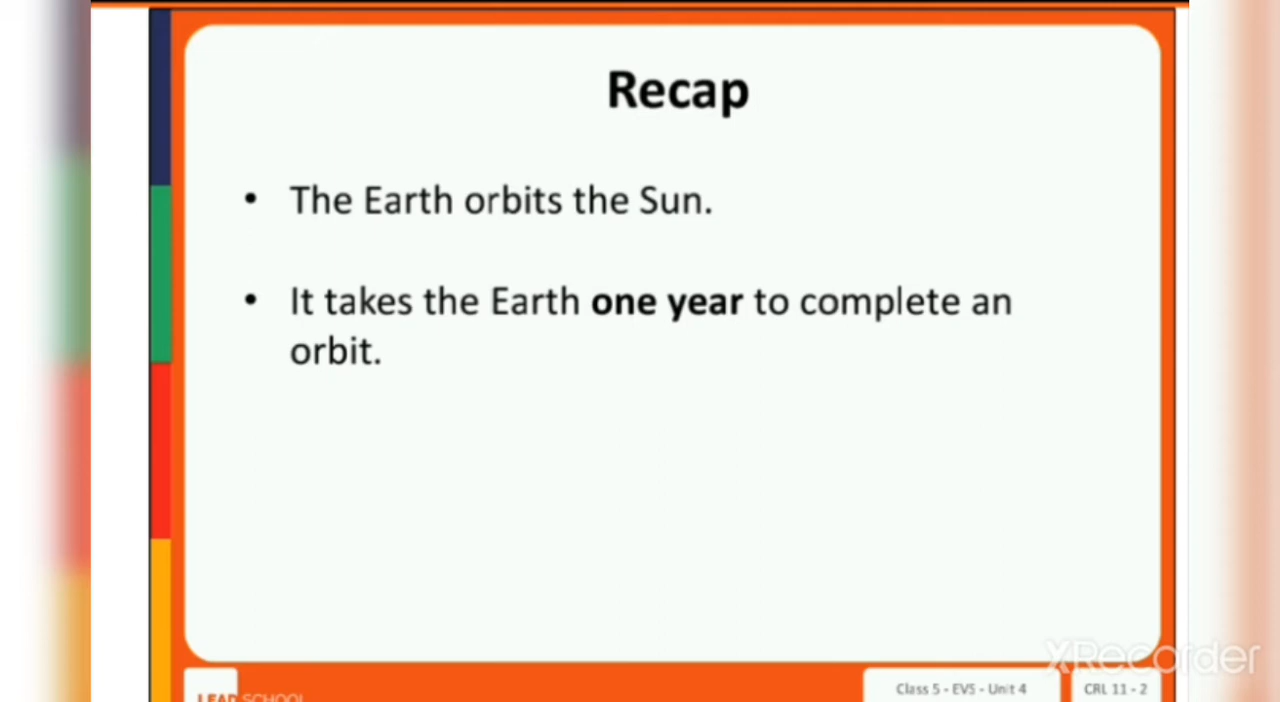 Recap
• The Earth orbits the Sun.
• It takes the Earth one year to complete an
orbit.
XRecorder
LEAD SCHOOL
Class 5 - EVS - Unit 4
CRL 11 - 2